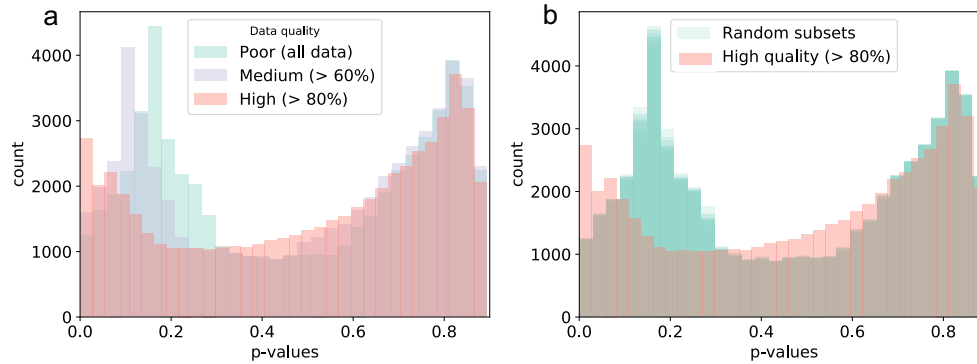 a
Data quality
Poor (all data)
Medium (> 60%)
High (> 80%)
4000
3000
2000
1000
0
count
0.0 0.2 0.4 0.6 0.8
p-values
b
Random subsets
High quality (> 80%)
4000
3000
2000
1000
0
count
0.0 0.2 0.4 0.6 0.8
p-values